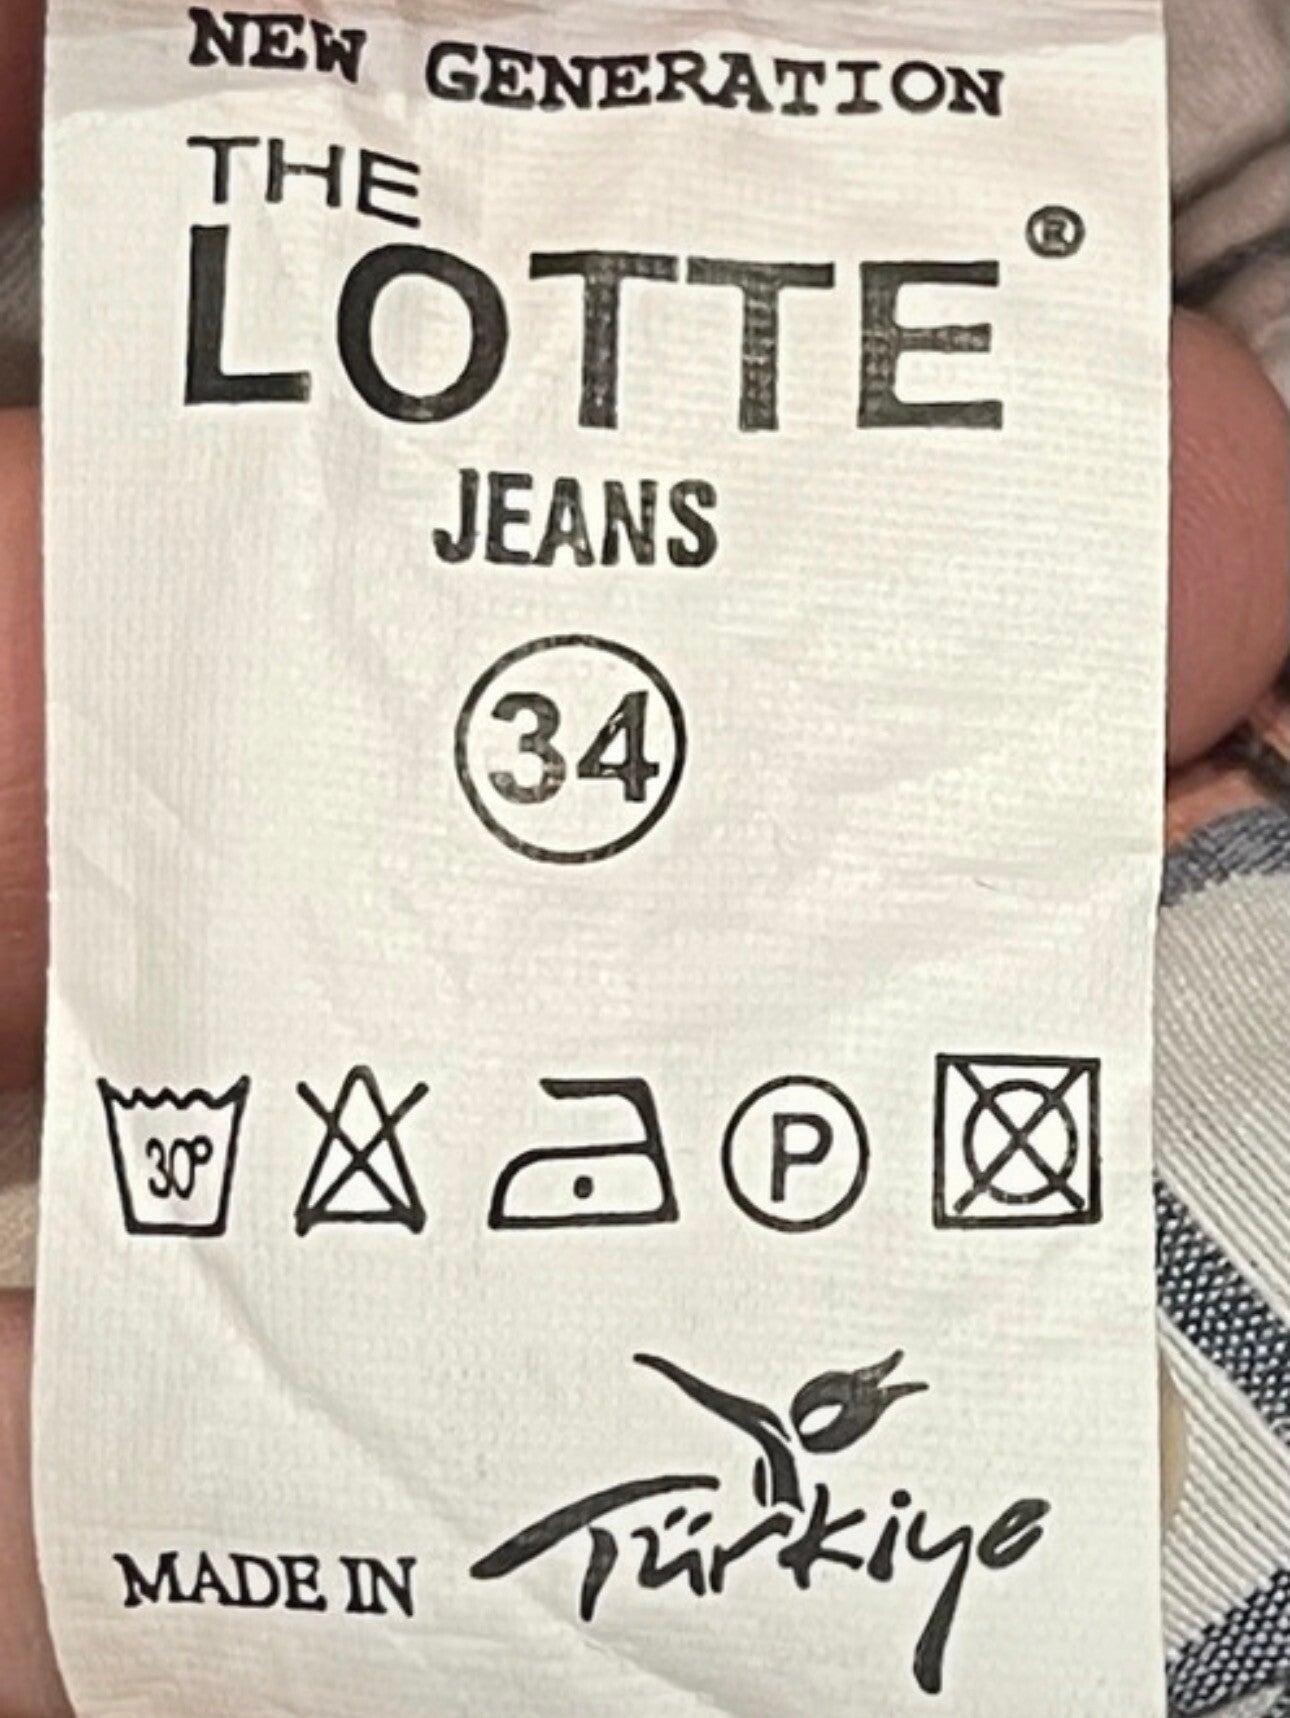 NEW GENERATION
THE
LOTTE®
JEANS
34
30° P
MADE IN Türkiye